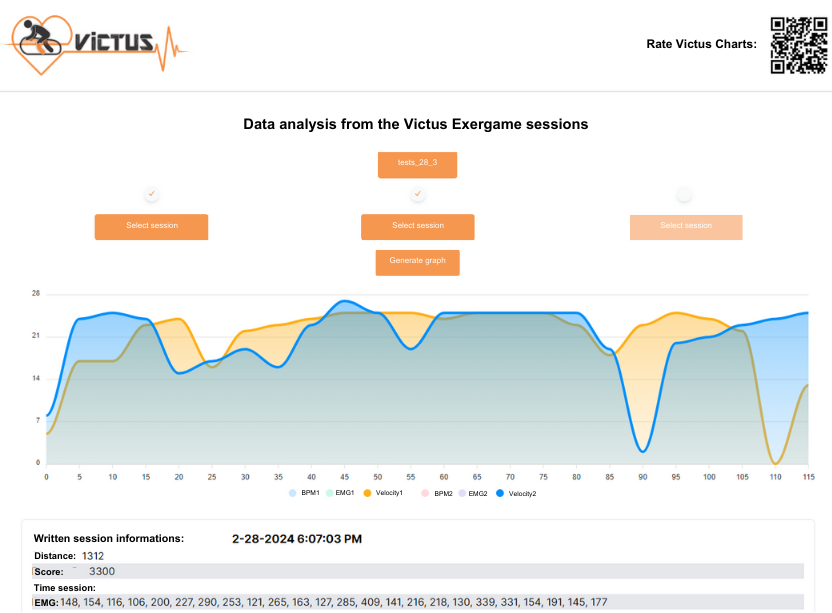 VICTUS
Rate Victus Charts:
Data analysis from the Victus Exergame sessions
tests_28_3
Select session Select session Select session
Generate graph
28
21
14
7
0
0 5 10 15 20 25 30 35 40 45 50 55 60 65 70 75 80 85 90 95 100 105 110 115
BPM1 EMG1 Velocity1 BPM2 EMG2 Velocity2
Written session informations: 2-28-2024 6:07:03 PM
Distance: 1312
Score: 3300
Time session:
EMG: 148, 154, 116, 106, 200, 227, 290, 253, 121, 265, 163, 127, 285, 409, 141, 216, 218, 130, 339, 331, 154, 191, 145, 177